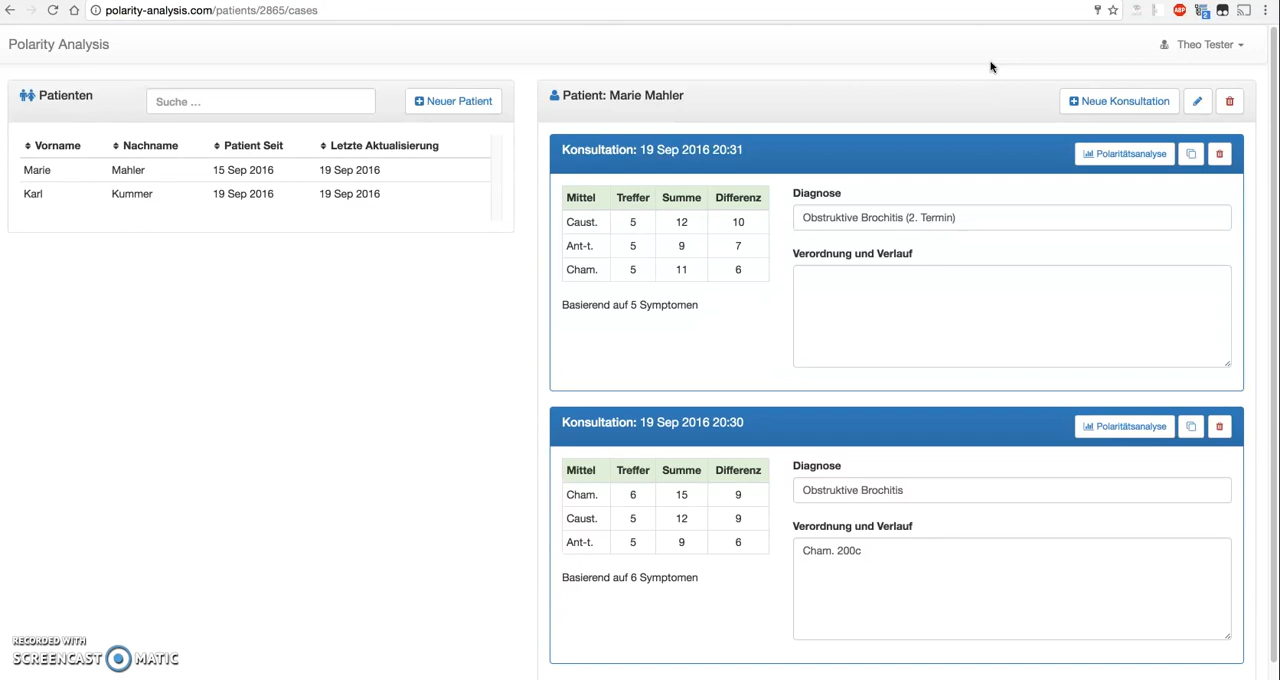 polarity-analysis.com/patients/2865/cases
Polarity Analysis
Theo Tester
Patienten
Suche ...
Neuer Patient
Vorname Nachname Patient Seit Letzte Aktualisierung
Marie Mahler 15 Sep 2016 19 Sep 2016
Karl Kummer 19 Sep 2016 19 Sep 2016
Patient: Marie Mahler
Neue Konsultation
Konsultation: 19 Sep 2016 20:31
Polaritätsanalyse
Mittel Treffer Summe Differenz
Caust. 5 12 10
Ant-t. 5 9 7
Cham. 5 11 6
Basierend auf 5 Symptomen
Diagnose
Obstruktive Brochitis (2. Termin)
Verordnung und Verlauf
Konsultation: 19 Sep 2016 20:30
Polaritätsanalyse
Mittel Treffer Summe Differenz
Cham. 6 15 9
Caust. 5 12 9
Ant-t. 5 9 6
Basierend auf 6 Symptomen
Diagnose
Obstruktive Brochitis
Verordnung und Verlauf
Cham. 200c
RECORDED WITH
SCREENCAST MATIC